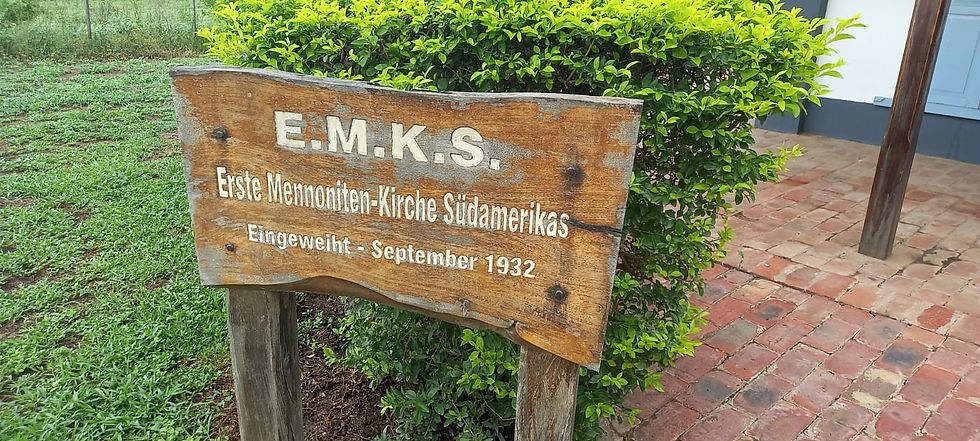 E.M.K.S.
Erste Mennoniten-Kirche Südamerikas
Eingeweiht - September 1932